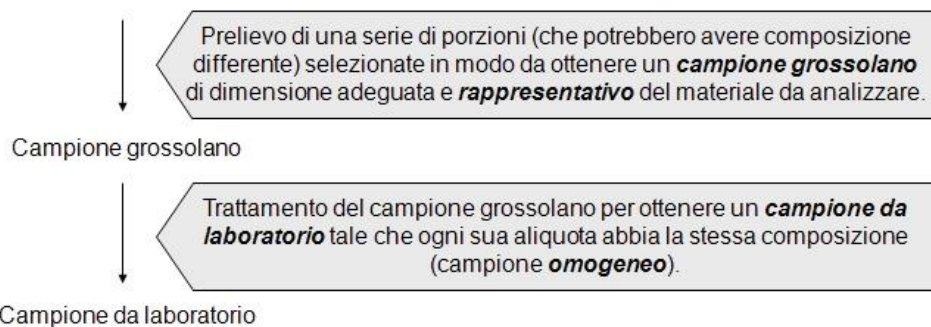 Prelievo di una serie di porzioni (che potrebbero avere composizione
differente) selezionate in modo da ottenere un campione grossolano
di dimensione adeguata e rappresentativo del materiale da analizzare.
Campione grossolano
Trattamento del campione grossolano per ottenere un campione da
laboratorio tale che ogni sua aliquota abbia la stessa composizione
(campione omogeneo).
Campione da laboratorio